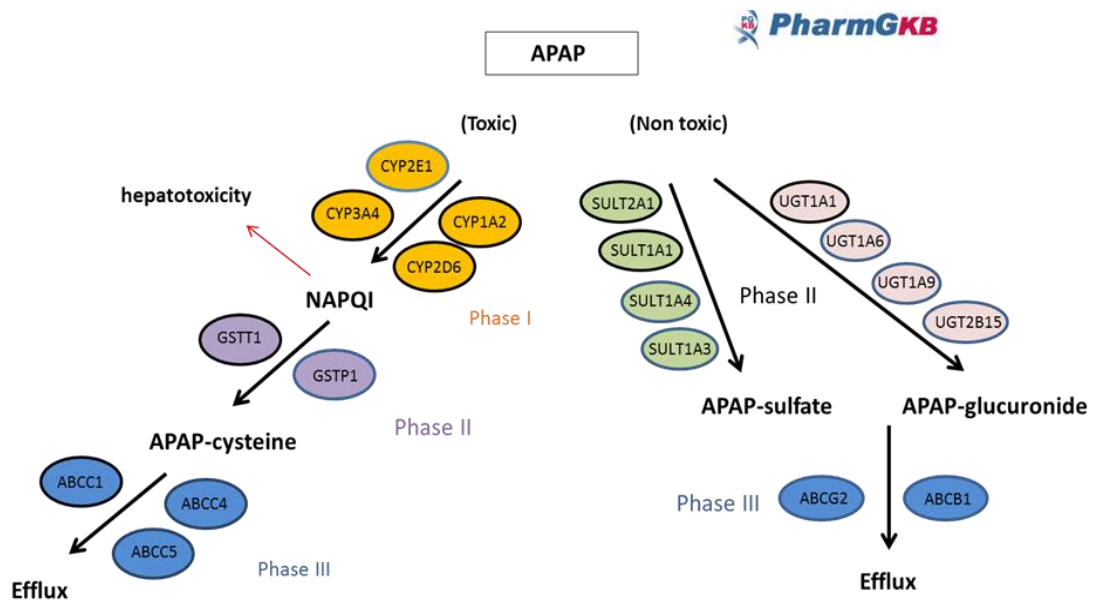 PG
KB
PharmGKB
APAP
(Toxic)
(Non toxic)
CYP2E1
hepatotoxicity
CYP3A4
CYP1A2
CYP2D6
NAPQI
Phase I
SULT2A1
SULT1A1
SULT1A4
SULT1A3
Phase II
UGT1A1
UGT1A6
UGT1A9
UGT2B15
GSTT1
GSTP1
Phase II
APAP-cysteine
APAP-sulfate
APAP-glucuronide
ABCC1
ABCC4
ABCC5
Phase III
Efflux
Phase III
ABCG2
ABCB1
Efflux